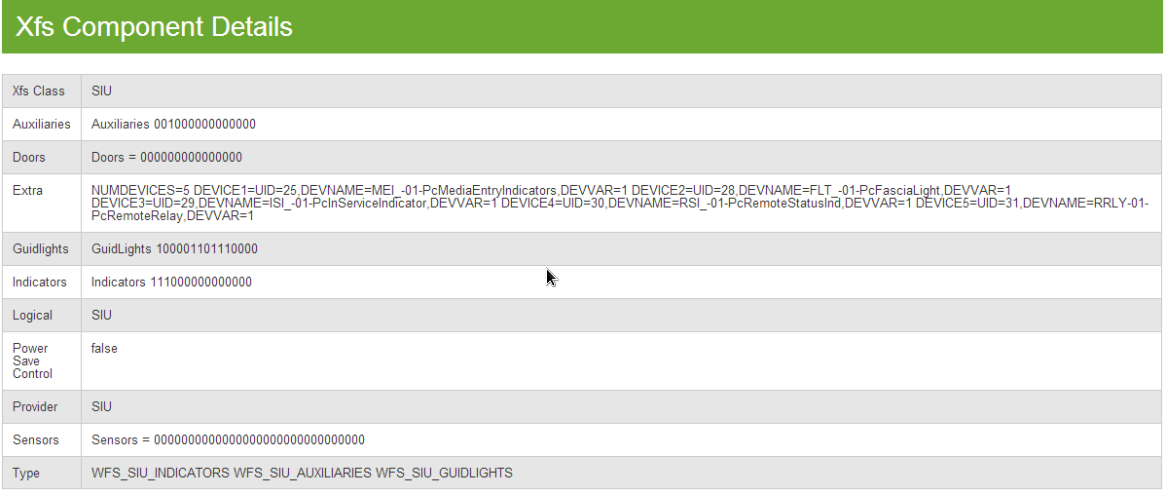 Xfs Component Details
Xfs Class SIU
Auxiliaries Auxiliaries 001000000000000
Doors Doors = 000000000000000
Extra NUMDEVICES=5 DEVICE1=UID=25,DEVNAME=MEI_-01-PcMediaEntryIndicators,DEVVAR=1 DEVICE2=UID=28,DEVNAME=FLT_-01-PcFasciaLight,DEVVAR=1
DEVICE3=UID=29,DEVNAME=ISI_-01-PcInServiceIndicator,DEVVAR=1 DEVICE4=UID=30,DEVNAME=RSI_-01-PcRemoteStatusInd,DEVVAR=1 DEVICE5=UID=31,DEVNAME=RRLY-01-
PcRemoteRelay,DEVVAR=1
Guidlights GuidLights 100001101110000
Indicators Indicators 111000000000000
Logical SIU
Power false
Save
Control
Provider SIU
Sensors Sensors = 0000000000000000000000000000000
Type WFS_SIU_INDICATORS WFS_SIU_AUXILIARIES WFS_SIU_GUIDLIGHTS